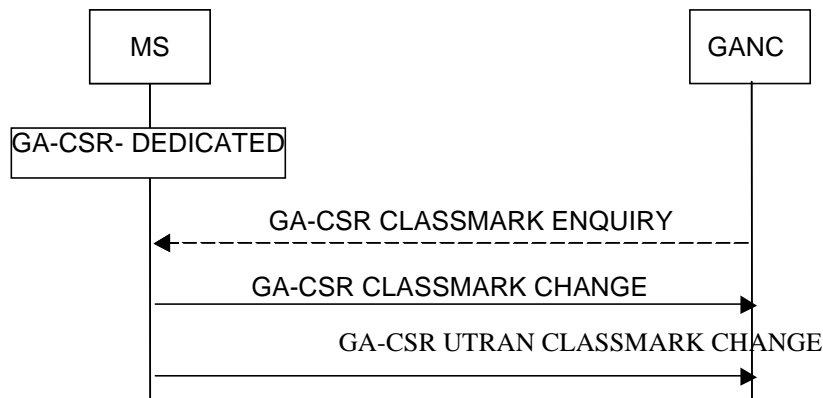 MS
GANC
GA-CSR- DEDICATED
GA-CSR CLASSMARK ENQUIRY
GA-CSR CLASSMARK CHANGE
GA-CSR UTRAN CLASSMARK CHANGE